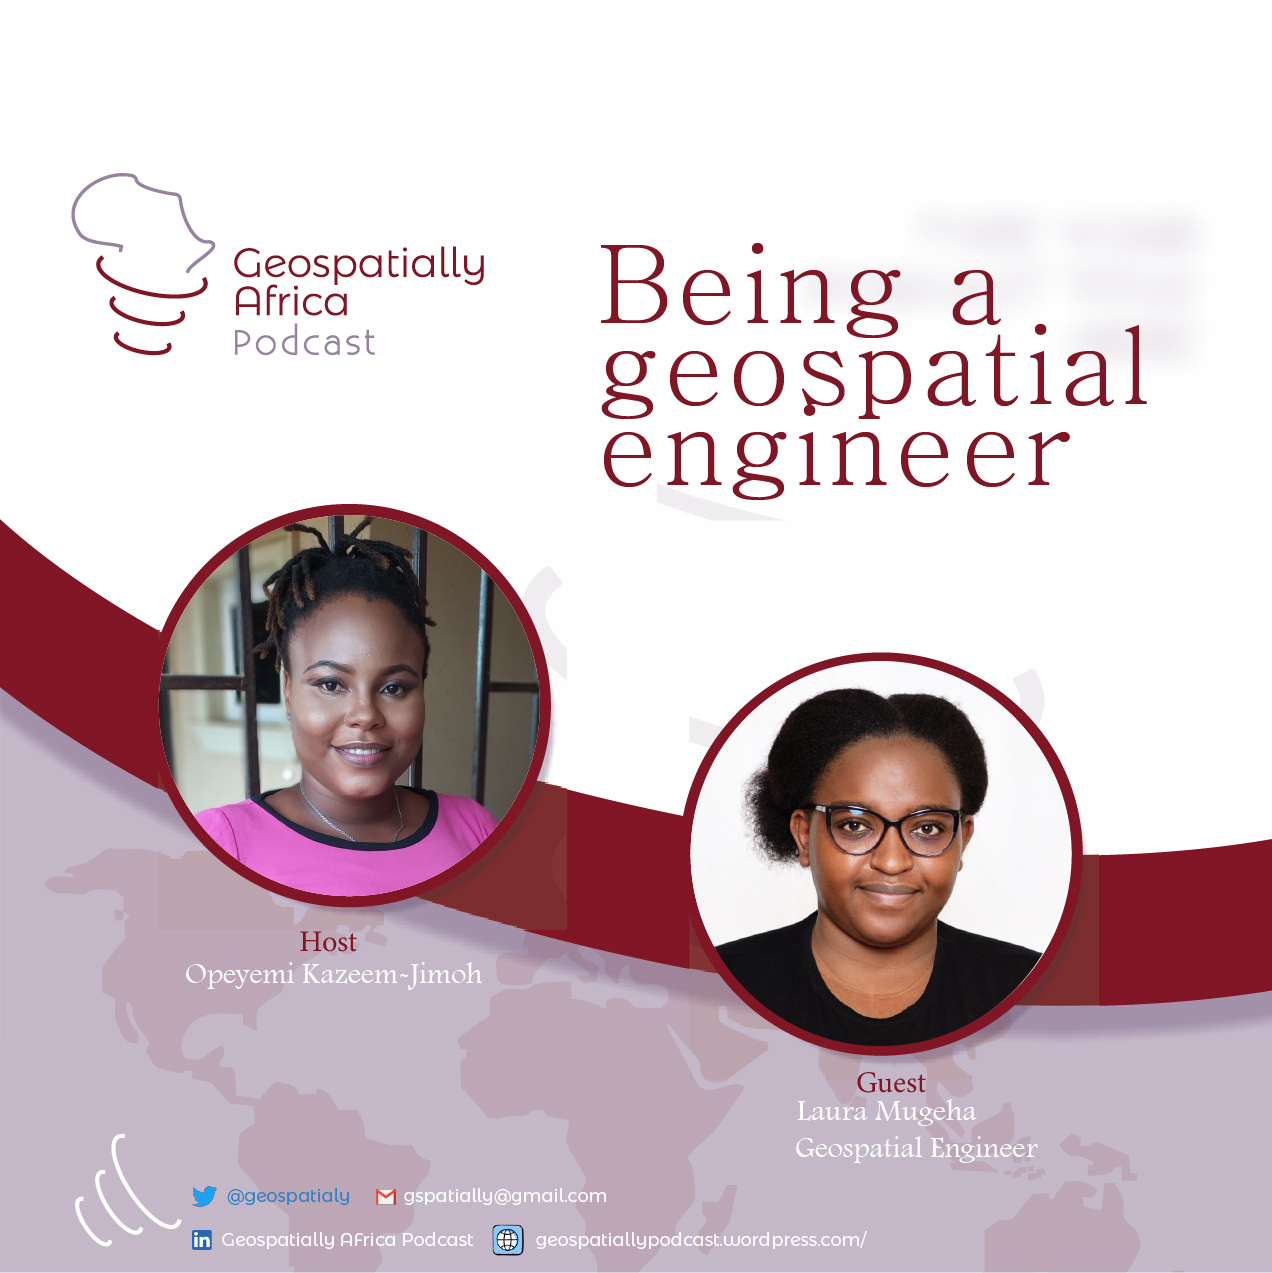 Geospatially
Africa
Podcast
Being a
geospatial
engineer
Host
Opeyemi Kazeem-Jimoh
Guest
Laura Mugeha
Geospatial Engineer
@geospatialy
gspatially@gmail.com
Geospatially Africa Podcast
geospatiallypodcast.wordpress.com/